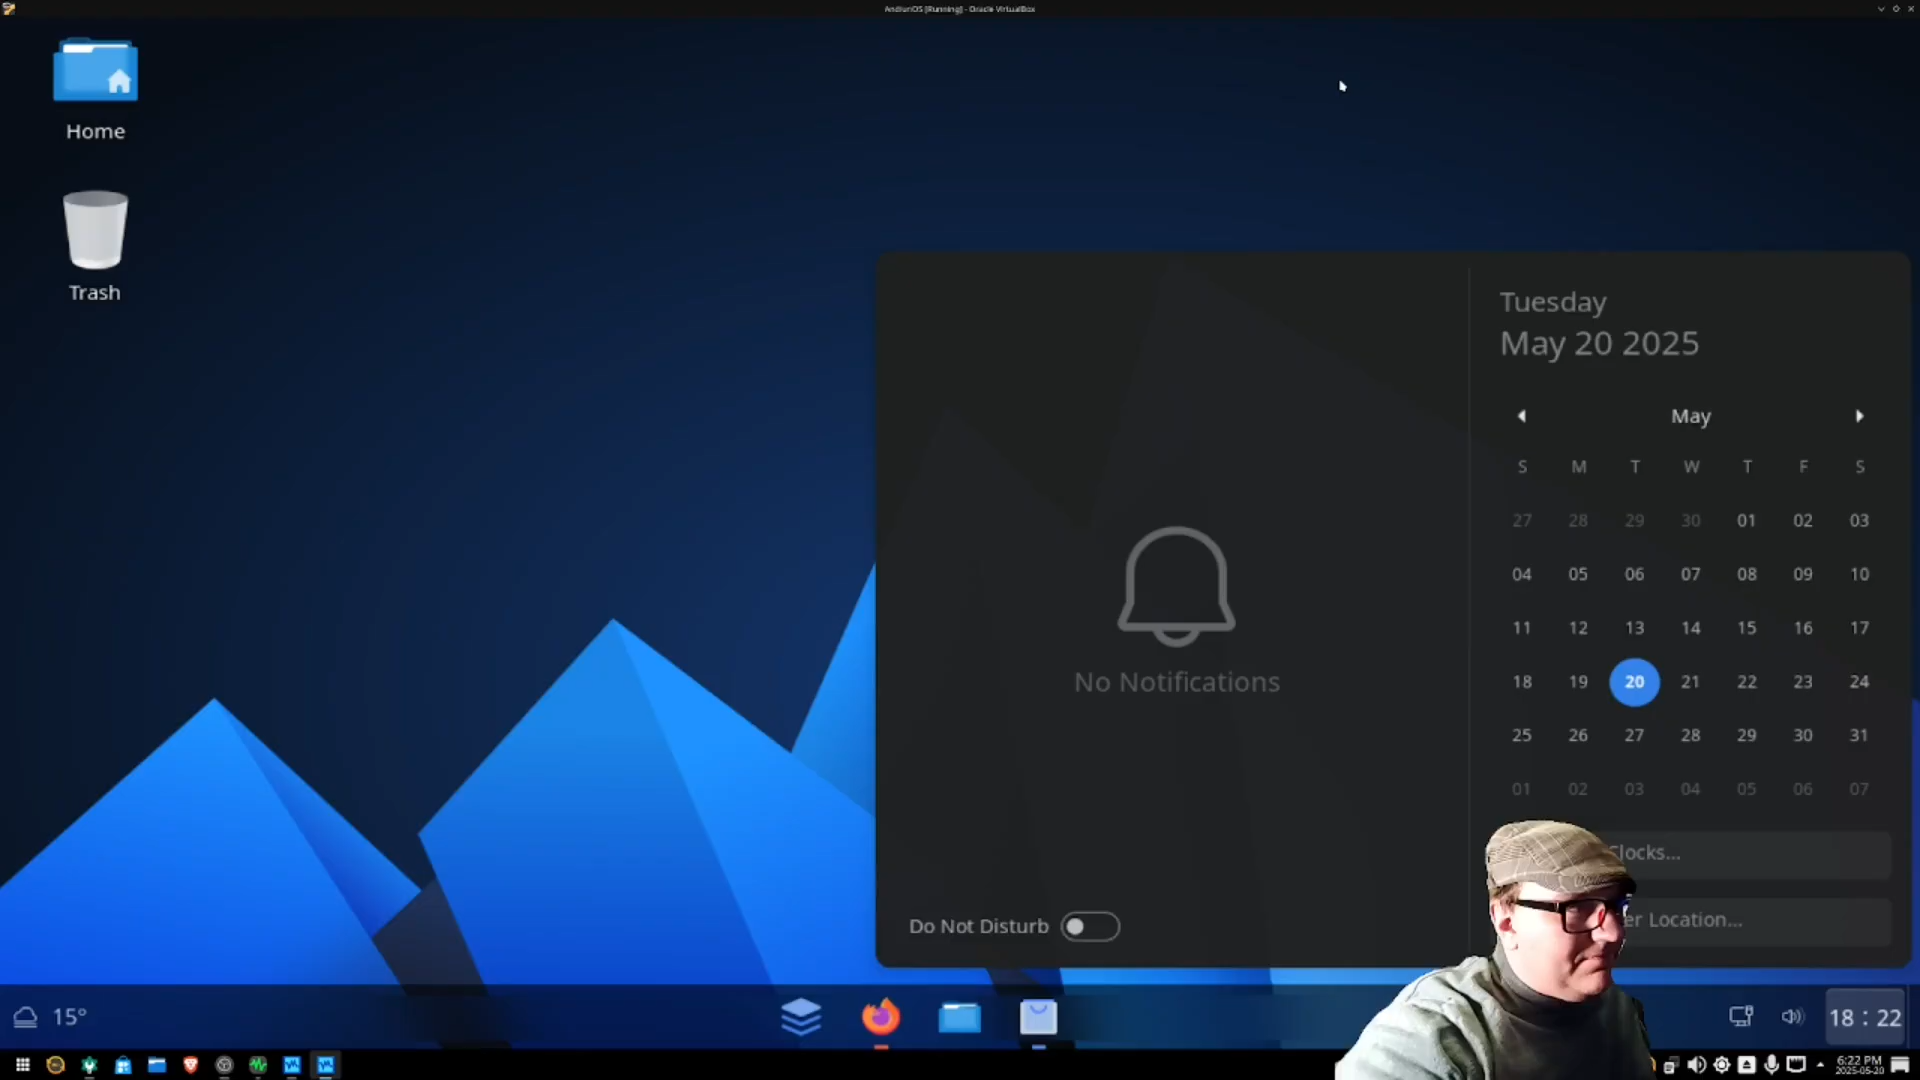 AndiunOS [Running] - Oracle VirtualBox
Home
Trash
Tuesday
May 20 2025
May
S M T W T F S
27 28 29 30 01 02 03
04 05 06 07 08 09 10
11 12 13 14 15 16 17
18 19 20 21 22 23 24
25 26 27 28 29 30 31
01 02 03 04 05 06 07
No Notifications
Clocks...
Location...
Do Not Disturb
15°
18 : 22
6:22 PM
2025-05-20